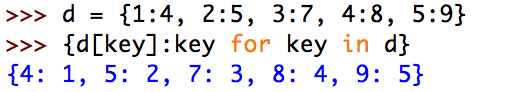 >>> d = {1:4, 2:5, 3:7, 4:8, 5:9}
>>> {d[key]:key for key in d}
{4: 1, 5: 2, 7: 3, 8: 4, 9: 5}